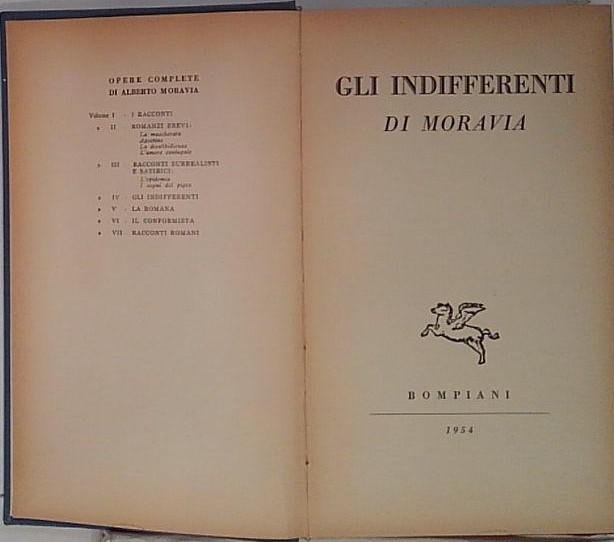 OPERE COMPLETE
DI ALBERTO MORAVIA
Volume I - I RACCONTI
» II ROMANZI BREVI:
La mascherata
Agostino
La disubbidienza
L'amore coniugale
» III RACCONTI SURREALISTI
E SATIRICI:
L'epidemia
I sogni del pigro
» IV - GLI INDIFFERENTI
» V - LA ROMANA
» VI - IL CONFORMISTA
» VII - RACCONTI ROMANI
GLI INDIFFERENTI
DI MORAVIA
BOMPIANI
1954